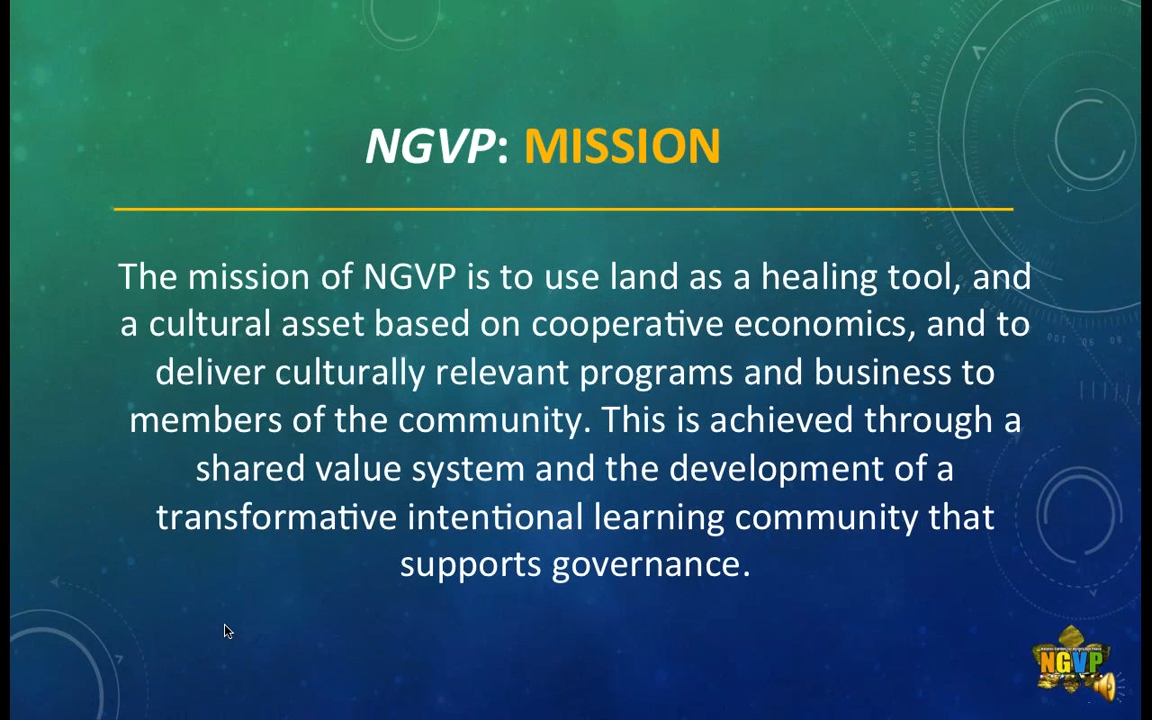 NGVP: MISSION
The mission of NGVP is to use land as a healing tool, and
a cultural asset based on cooperative economics, and to
deliver culturally relevant programs and business to
members of the community. This is achieved through a
shared value system and the development of a
transformative intentional learning community that
supports governance.
NGVP